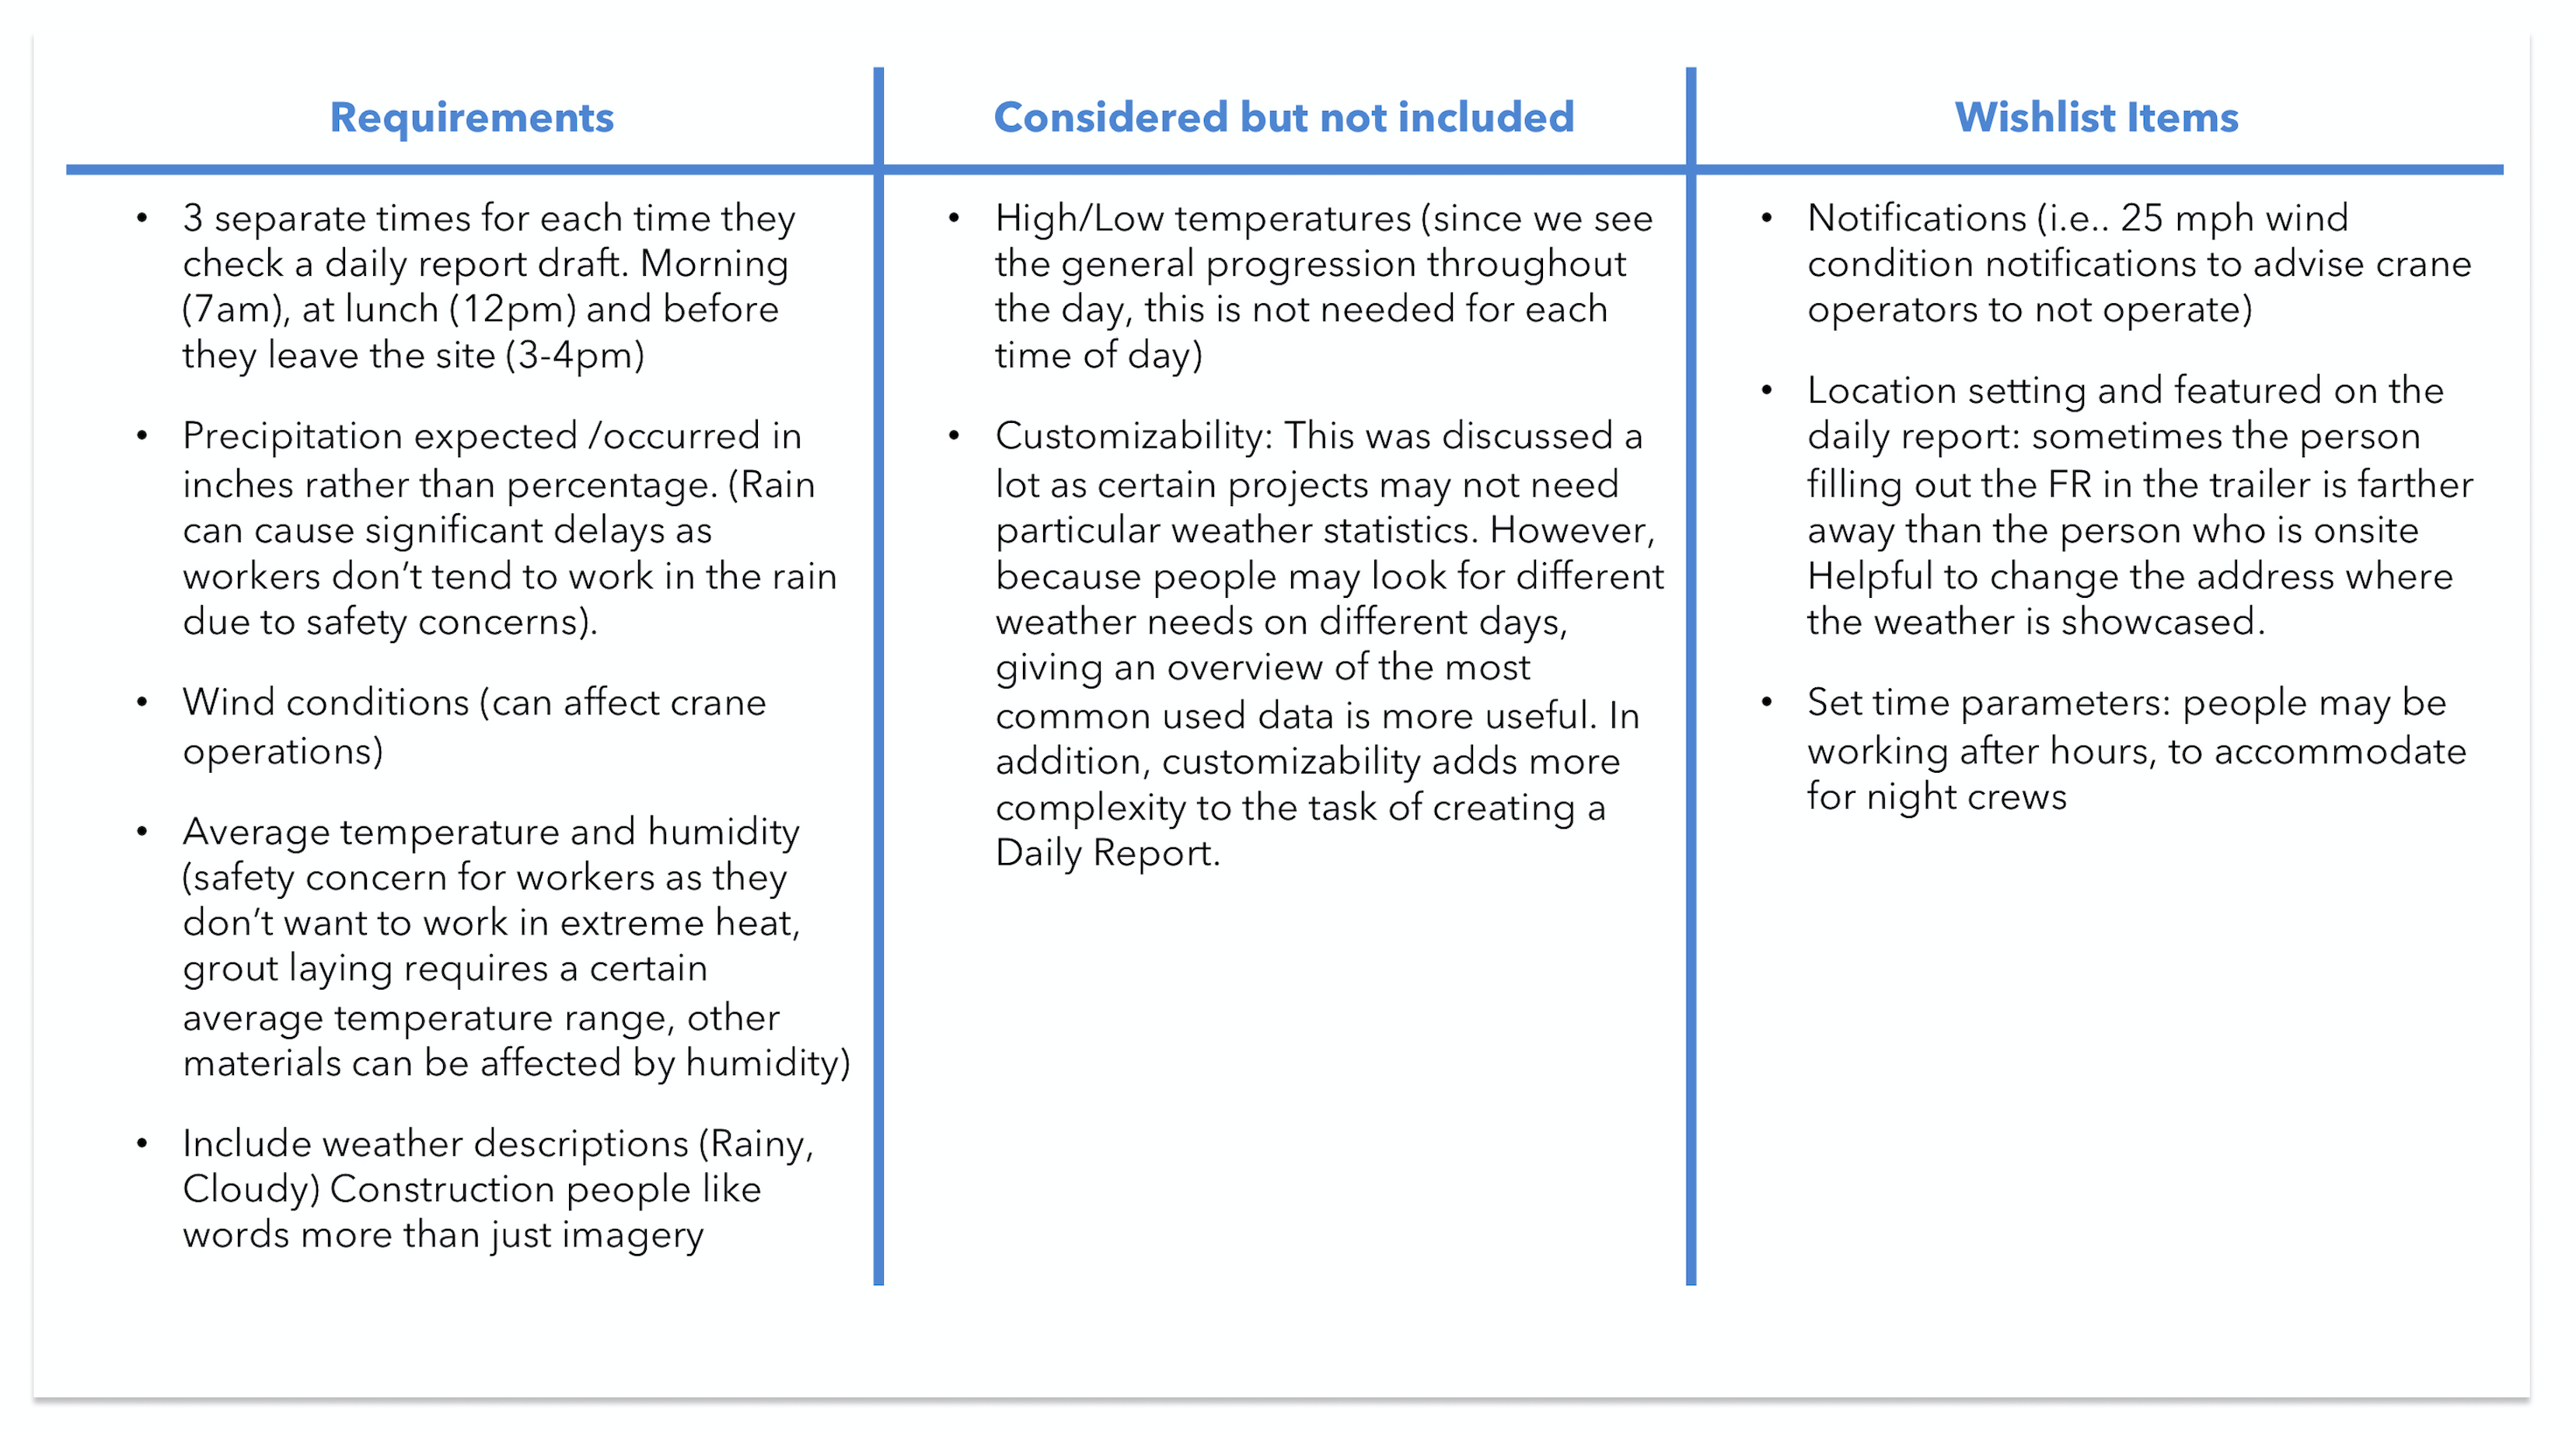 Requirements
• 3 separate times for each time they
check a daily report draft. Morning
(7am), at lunch (12pm) and before
they leave the site (3-4pm)
• Precipitation expected /occurred in
inches rather than percentage. (Rain
can cause significant delays as
workers don’t tend to work in the rain
due to safety concerns).
• Wind conditions (can affect crane
operations)
• Average temperature and humidity
(safety concern for workers as they
don’t want to work in extreme heat,
grout laying requires a certain
average temperature range, other
materials can be affected by humidity)
• Include weather descriptions (Rainy,
Cloudy) Construction people like
words more than just imagery
Considered but not included
• High/Low temperatures (since we see
the general progression throughout
the day, this is not needed for each
time of day)
• Customizability: This was discussed a
lot as certain projects may not need
particular weather statistics. However,
because people may look for different
weather needs on different days,
giving an overview of the most
common used data is more useful. In
addition, customizability adds more
complexity to the task of creating a
Daily Report.
Wishlist Items
• Notifications (i.e.. 25 mph wind
condition notifications to advise crane
operators to not operate)
• Location setting and featured on the
daily report: sometimes the person
filling out the FR in the trailer is farther
away than the person who is onsite
Helpful to change the address where
the weather is showcased.
• Set time parameters: people may be
working after hours, to accommodate
for night crews